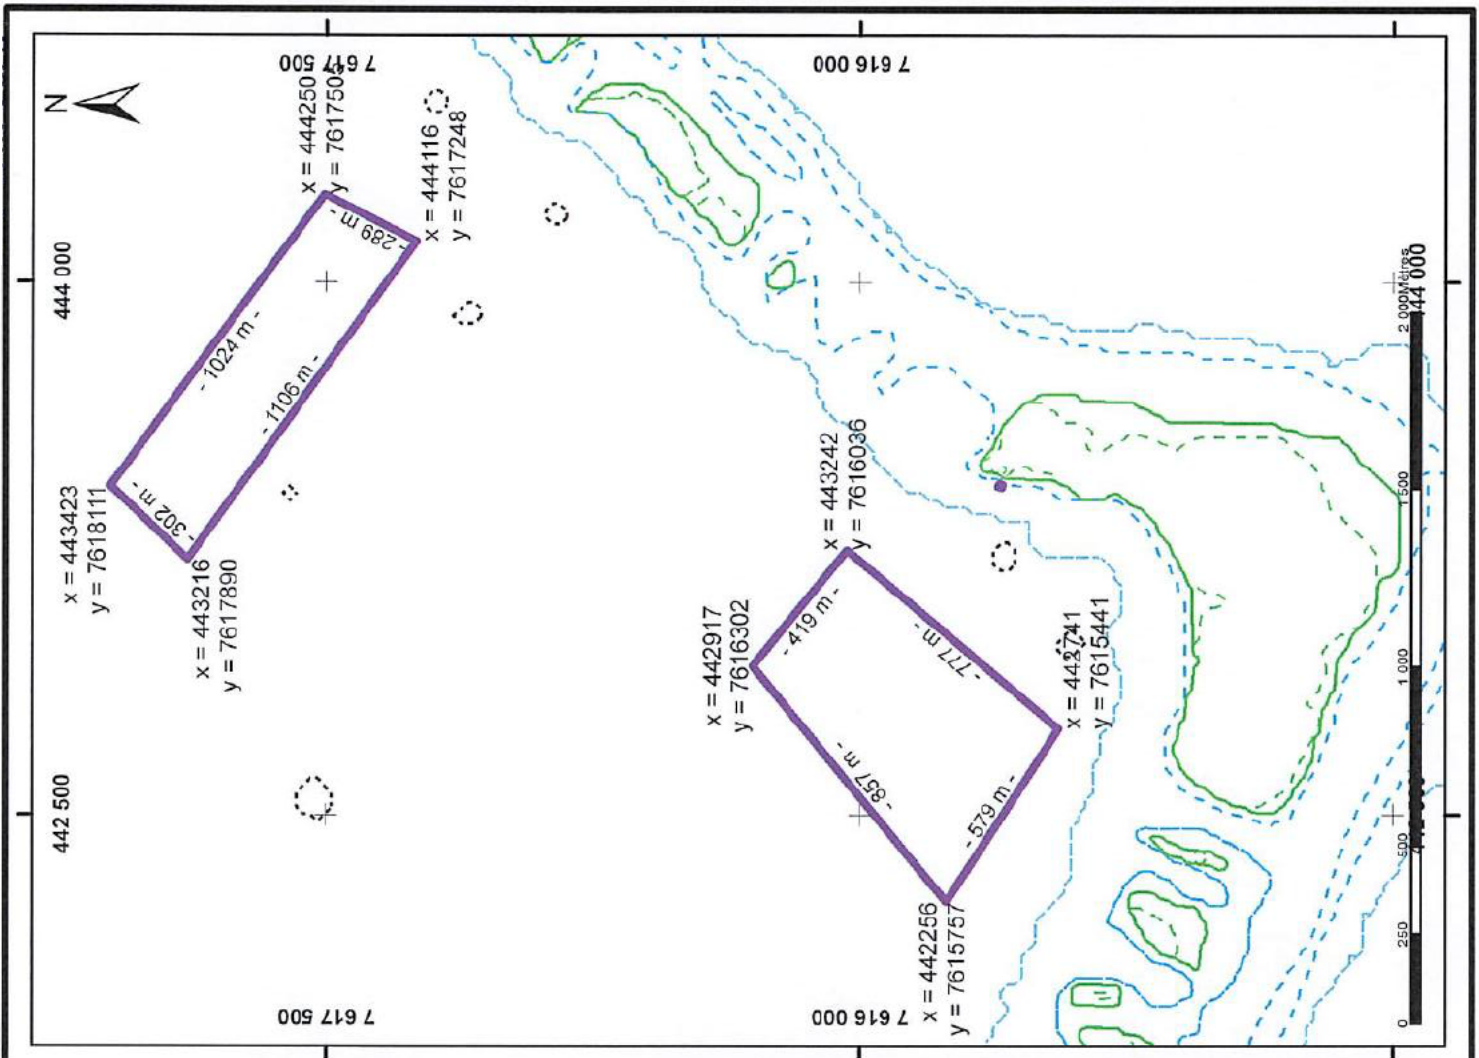 N
444 000
442 500
7 617 500
7 616 000
x = 444250
y = 7617505
x = 444116
y = 7617248
x = 443423
y = 7618111
x = 443216
y = 7617890
- 1024 m -
- 289 m -
- 1106 m -
- 302 m -
x = 443242
y = 7616036
x = 442917
y = 7616302
x = 442741
y = 7615441
x = 442256
y = 7615757
- 419 m -
- 777 m -
- 857 m -
- 579 m -
7 617 500
7 616 000
444 000
0 250 500 1 000 1 500 2 000 Mètres